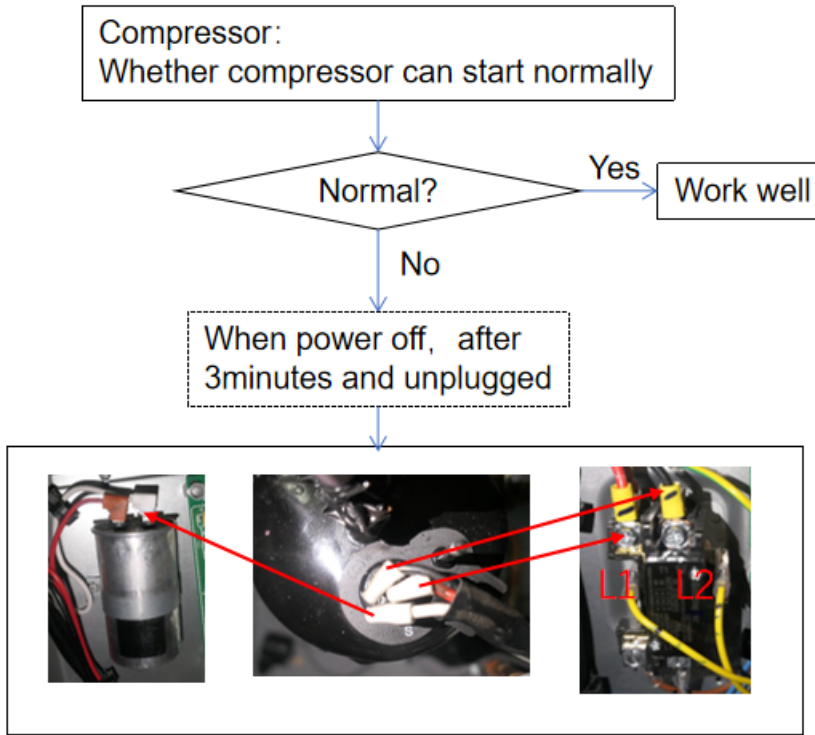 Compressor:
Whether compressor can start normally
Normal?
Yes
Work well
No
When power off, after
3minutes and unplugged
S
L1 L2